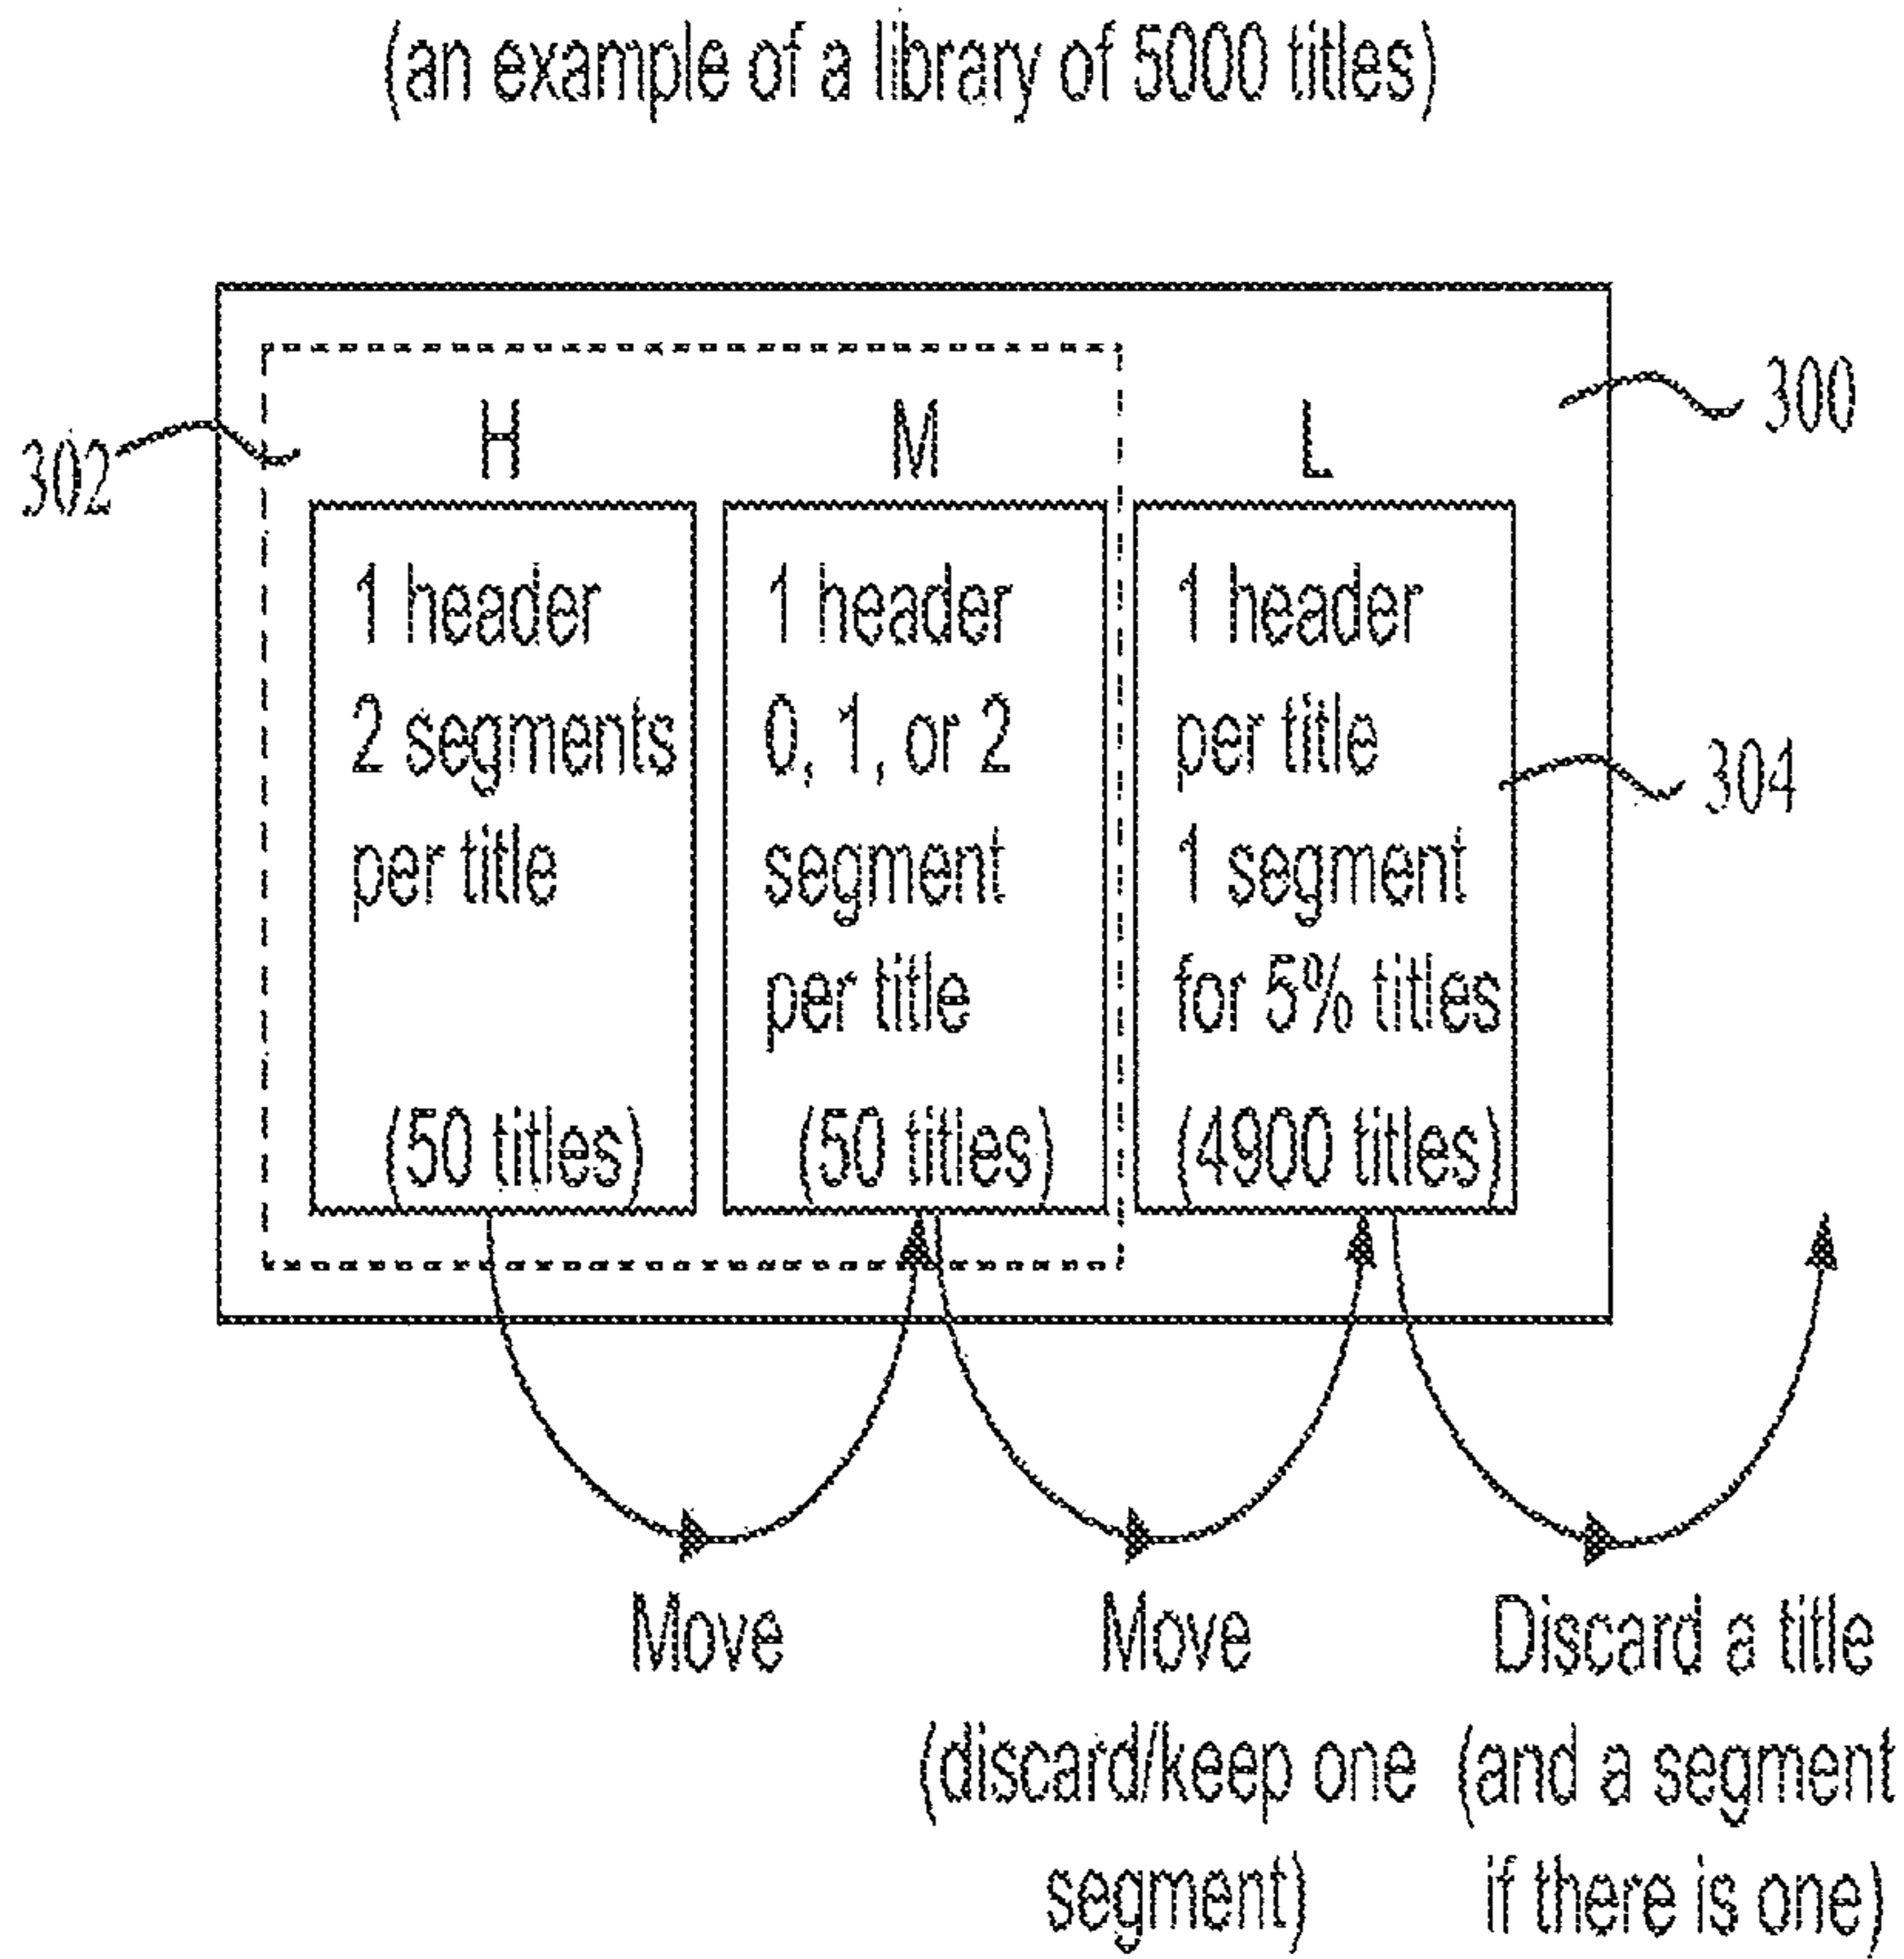 (an example of a library of 5000 titles)
300
302
H
M
L
1 header
2 segments
per title
(50 titles)
1 header
0, 1, or 2
segment
per title
(50 titles)
1 header
per title
1 segment
for 5% titles
(4900 titles)
304
Move
Move
(discard/keep one
segment)
Discard a title
(and a segment
if there is one)